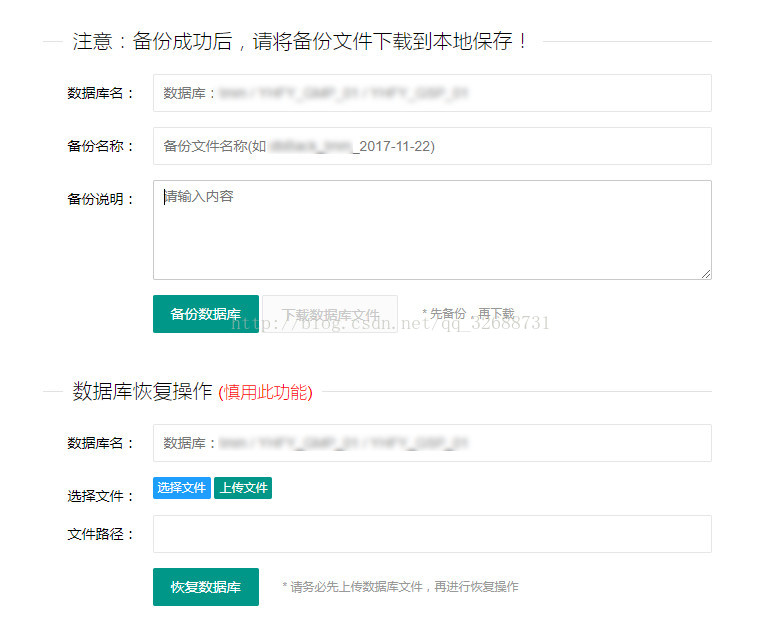 注意：备份成功后，请将备份文件下载到本地保存！
数据库名： 数据库：
备份名称： 备份文件名称(如 _2017-11-22)
备份说明： 请输入内容
备份数据库 下载数据库文件 * 先备份，再下载
http://blog.csdn.net/qq_32688731
数据库恢复操作 (慎用此功能)
数据库名： 数据库：
选择文件： 选择文件 上传文件
文件路径：
恢复数据库 * 请务必先上传数据库文件，再进行恢复操作